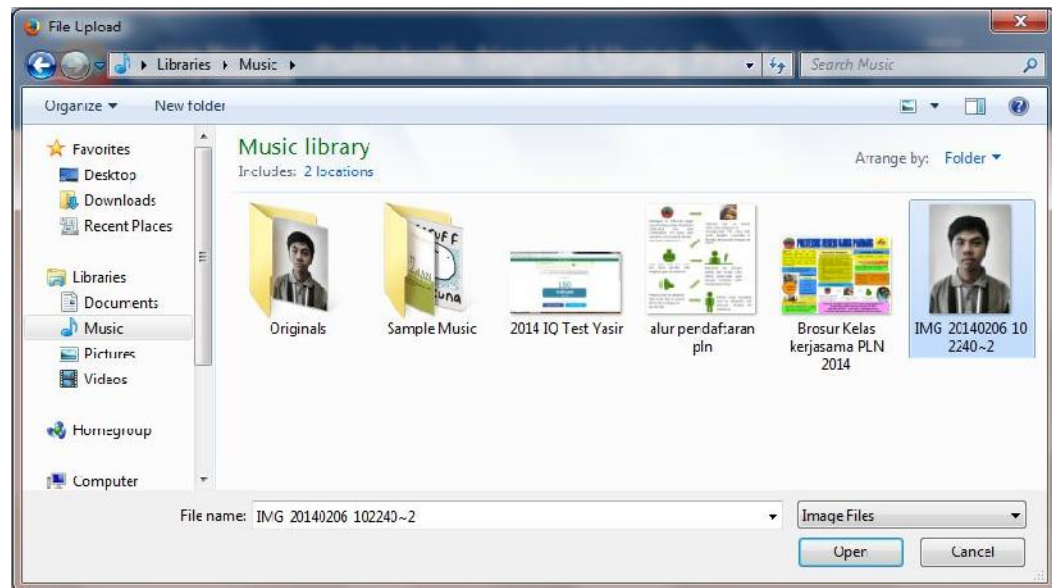 File Upload
Libraries Music
Search Music
Organize New folder
Favorites
Desktop
Downloads
Recent Places
Libraries
Documents
Music
Pictures
Videos
Homegroup
Computer
Music library
Includes: 2 locations
Arrange by: Folder
Originals
Sample Music
2014 IQ Test Yasir
alur pendaftaran
pln
Brosur Kelas
kerjasama PLN
2014
IMG 20140206 10
2240~2
File name: IMG 20140206 102240~2
Image Files
Open Cancel